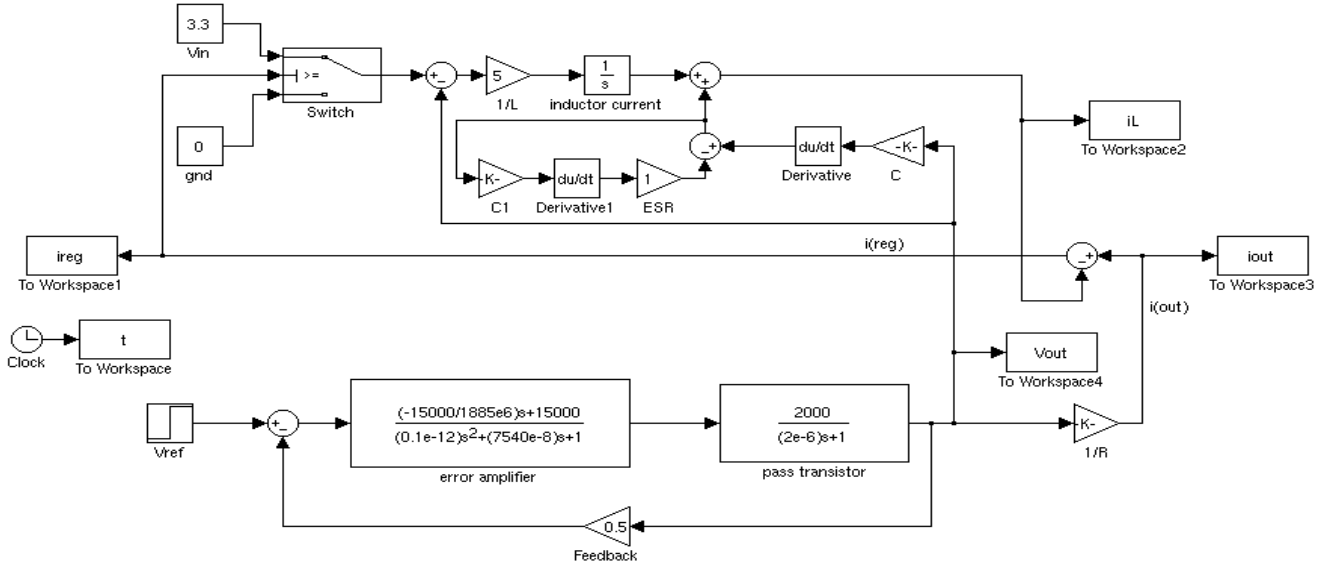 3.3
Vin
>=
Switch
0
gnd
+
-
5
1/L
1
s
inductor current
+
+
iL
To Workspace2
-K-
C1
du/dt
Derivative1
1
ESR
-
+
du/dt
Derivative
-K-
C
ireg
To Workspace1
i(reg)
-
+
iout
To Workspace3
i(out)
Clock
t
To Workspace
Vout
To Workspace4
Vref
+
-
(-15000/1885e6)s+15000
(0.1e-12)s2+(7540e-8)s+1
error amplifier
2000
(2e-6)s+1
pass transistor
-K-
1/R
0.5
Feedback